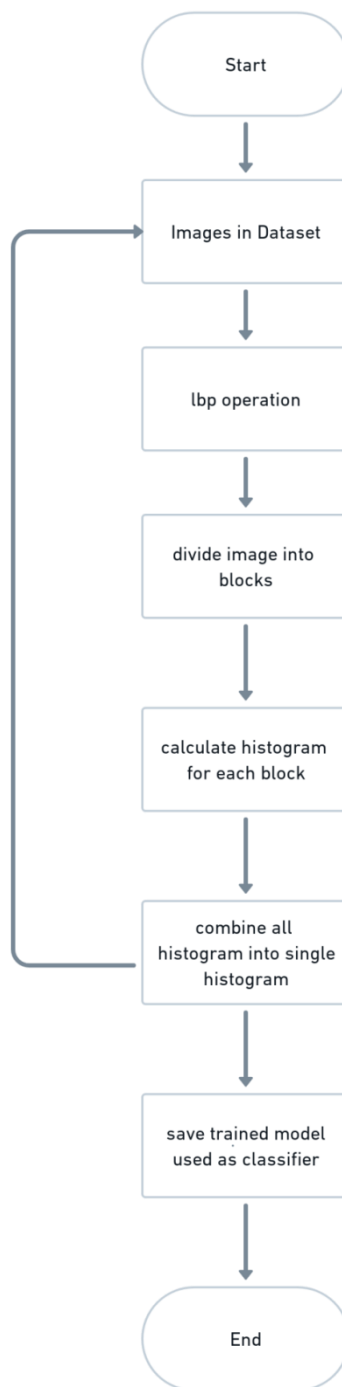 Start
Images in Dataset
lbp operation
divide image into
blocks
calculate histogram
for each block
combine all
histogram into single
histogram
save trained model
used as classifier
End